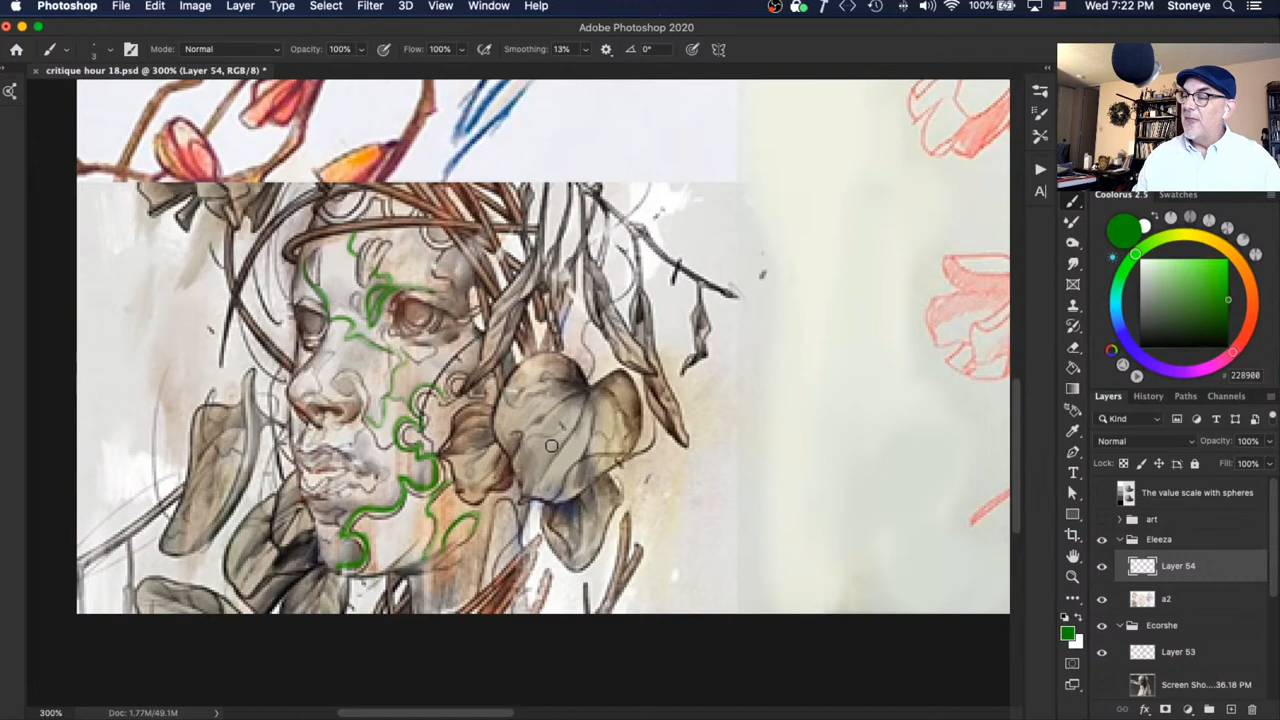 Photoshop File Edit Image Layer Type Select Filter 3D View Window Help 100% Wed 7:22 PM Stoneye
Adobe Photoshop 2020
3 Mode: Normal Opacity: 100% Flow: 100% Smoothing: 13% 0°
critique hour 18.psd @ 300% (Layer 54, RGB/8) *
Coolorus 2.5 Swatches
# 228900
Layers History Paths Channels
Kind
Normal Opacity: 100%
Lock: Fill: 100%
The value scale with spheres
art
Eleeza
Layer 54
a2
Ecorshe
Layer 53
Screen Sho....36.18 PM
300% Doc: 1.77M/49.1M